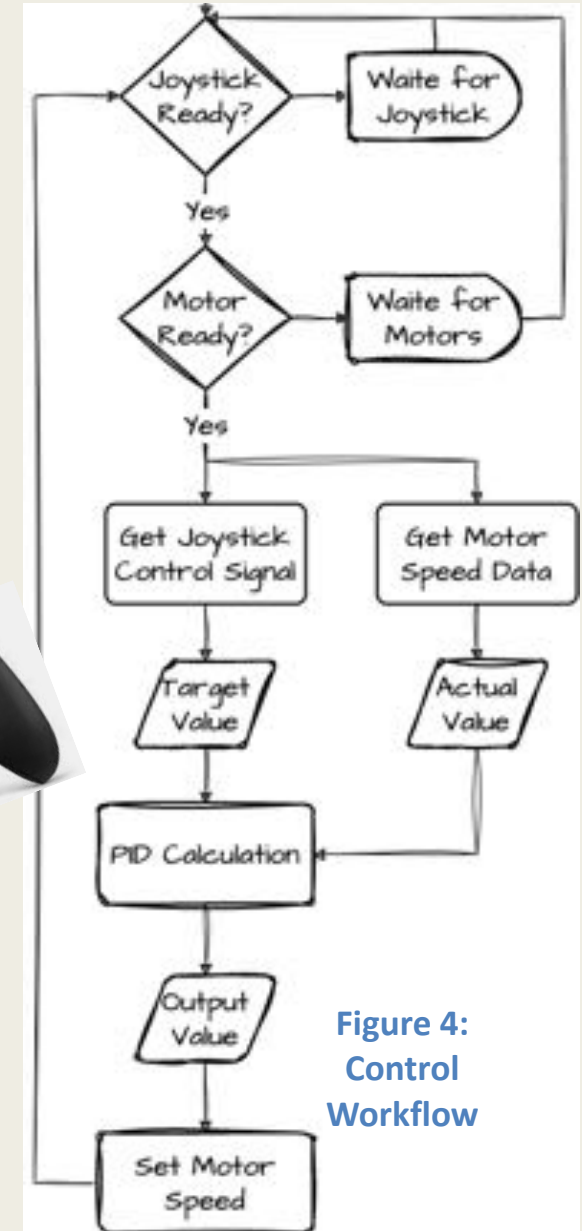 Joystick
Ready?
Waite for
Joystick
Yes
Motor
Ready?
Waite for
Motors
Yes
Get Joystick
Control Signal
Get Motor
Speed Data
Target
Value
Actual
Value
PID Calculation
Output
Value
Figure 4:
Control
Workflow
Set Motor
Speed